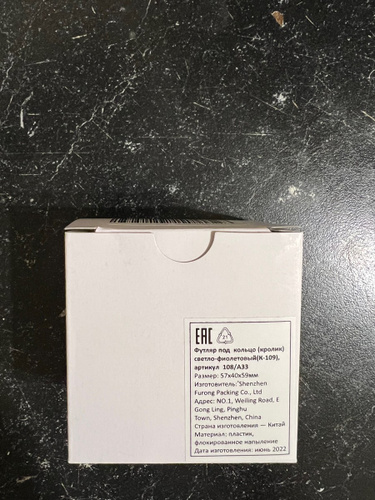 EAC
Футляр под кольцо (кролик)
светло-фиолетовый(К-109),
артикул 108/А33
Размер: 57х40х59мм
Изготовитель: Shenzhen
Furong Packing Co., Ltd
Адрес: NO.1, Weiling Road, E
Gong Ling, Pinghu
Town, Shenzhen, China
Страна изготовления — Китай
Материал: пластик,
флокированное напыление
Дата изготовления: июнь 2022